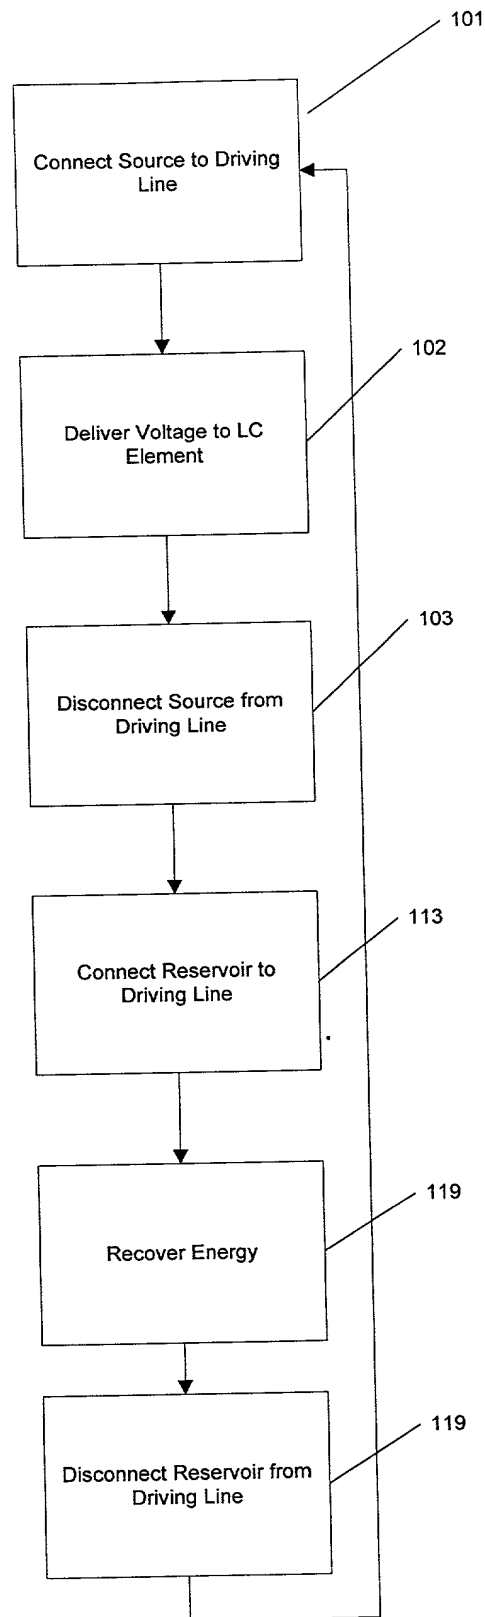 101
Connect Source to Driving
Line
102
Deliver Voltage to LC
Element
103
Disconnect Source from
Driving Line
113
Connect Reservoir to
Driving Line
119
Recover Energy
119
Disconnect Reservoir from
Driving Line